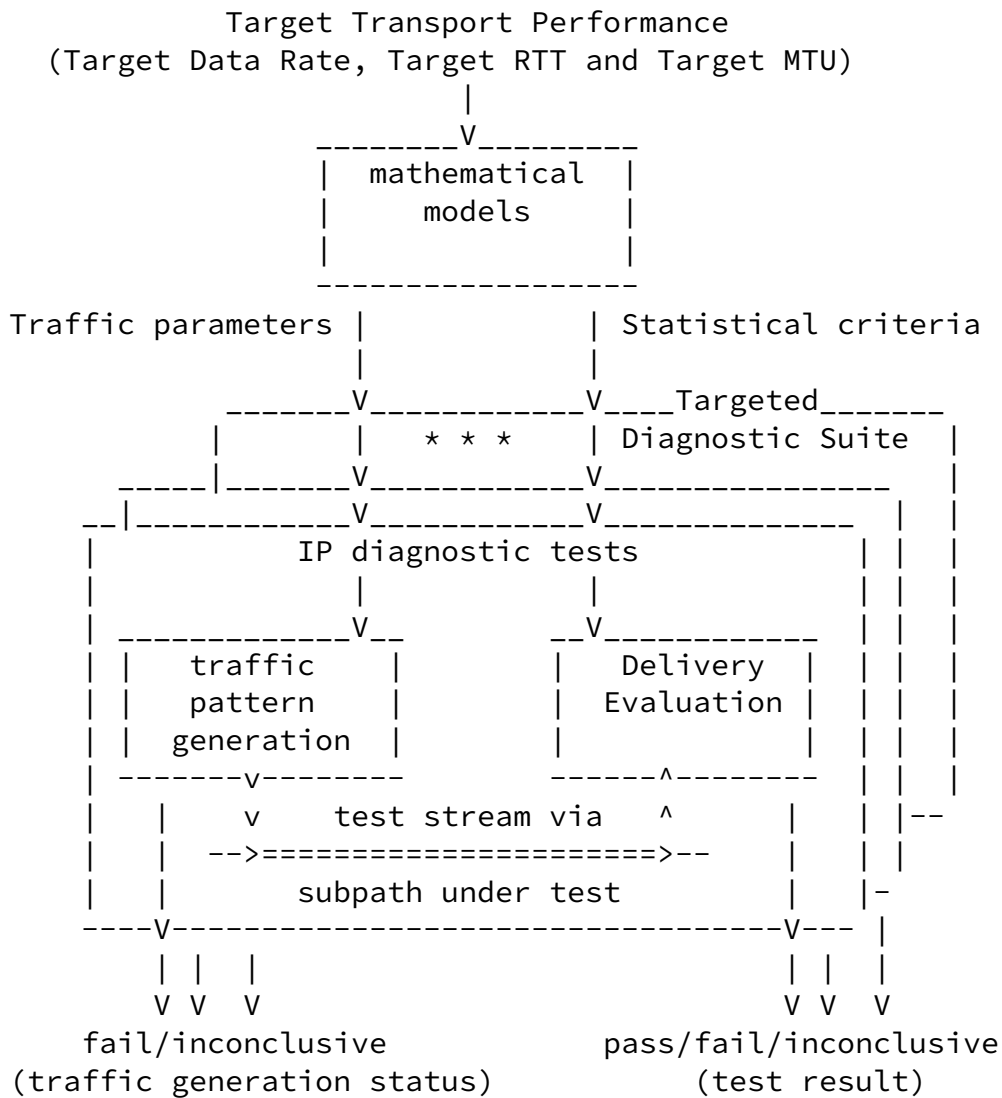 Target Transport Performance
(Target Data Rate, Target RTT and Target MTU)
mathematical
models
Traffic parameters
Statistical criteria
Targeted
* * *
Diagnostic Suite
IP diagnostic tests
traffic
pattern
generation
Delivery
Evaluation
test stream via
subpath under test
fail/inconclusive
(traffic generation status)
pass/fail/inconclusive
(test result)